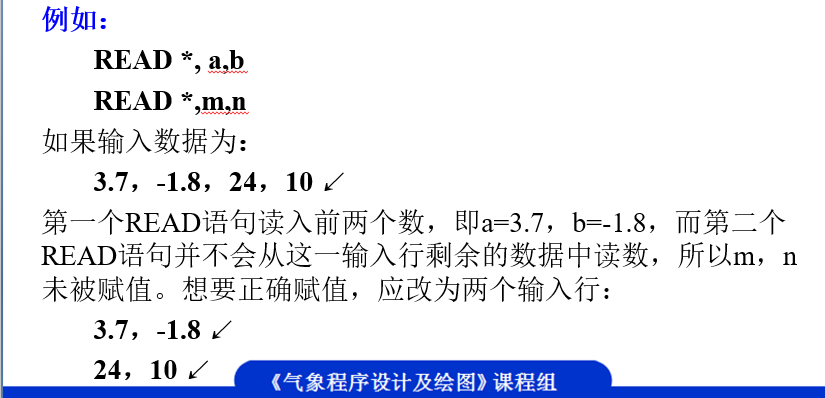 例如：
READ *, a,b
READ *,m,n
如果输入数据为：
3.7，-1.8，24，10 ↙
第一个READ语句读入前两个数，即a=3.7，b=-1.8，而第二个
READ语句并不会从这一输入行剩余的数据中读数，所以m，n
未被赋值。想要正确赋值，应改为两个输入行：
3.7，-1.8 ↙
24，10 ↙
《气象程序设计及绘图》课程组